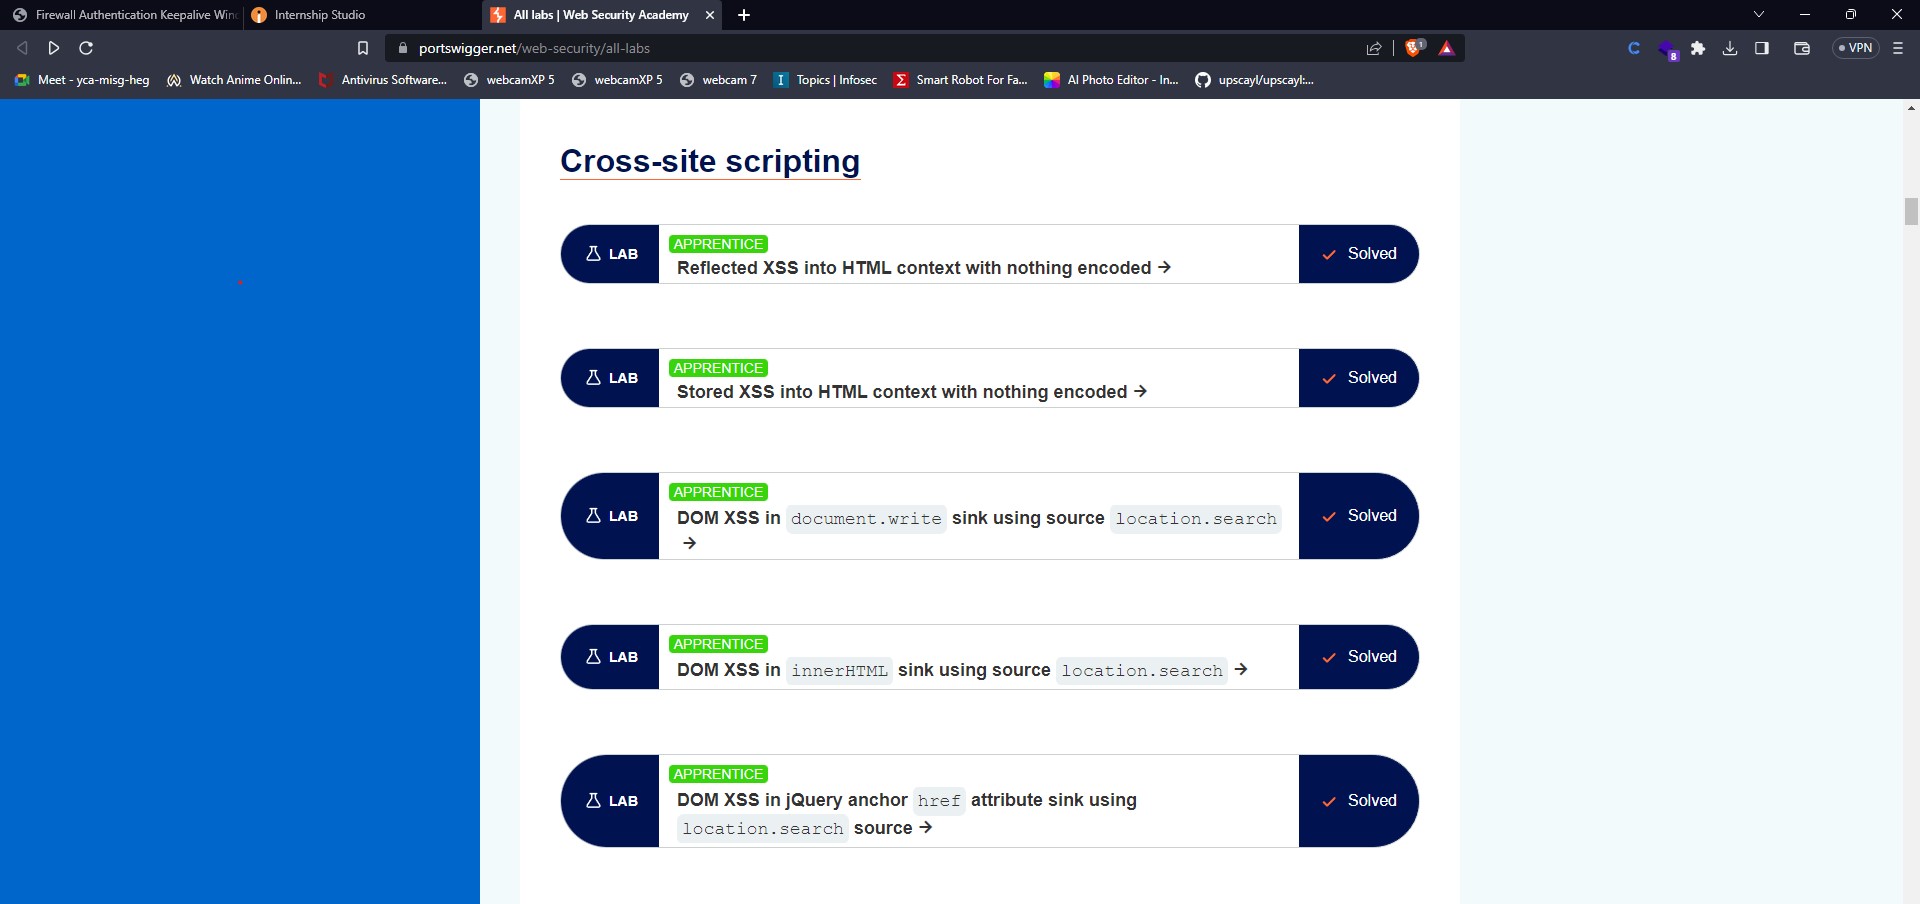 Firewall Authentication Keepalive Win
Internship Studio
All labs | Web Security Academy
portswigger.net/web-security/all-labs
1
8
VPN
Meet - yca-misg-heg
Watch Anime Onlin...
Antivirus Software...
webcamXP 5
webcamXP 5
webcam 7
I Topics | Infosec
Σ Smart Robot For Fa...
AI Photo Editor - In...
upscayl/upscayl:...
Cross-site scripting
LAB
APPRENTICE
Reflected XSS into HTML context with nothing encoded →
Solved
LAB
APPRENTICE
Stored XSS into HTML context with nothing encoded →
Solved
LAB
APPRENTICE
DOM XSS in document.write sink using source location.search
→
Solved
LAB
APPRENTICE
DOM XSS in innerHTML sink using source location.search →
Solved
LAB
APPRENTICE
DOM XSS in jQuery anchor href attribute sink using
location.search source →
Solved